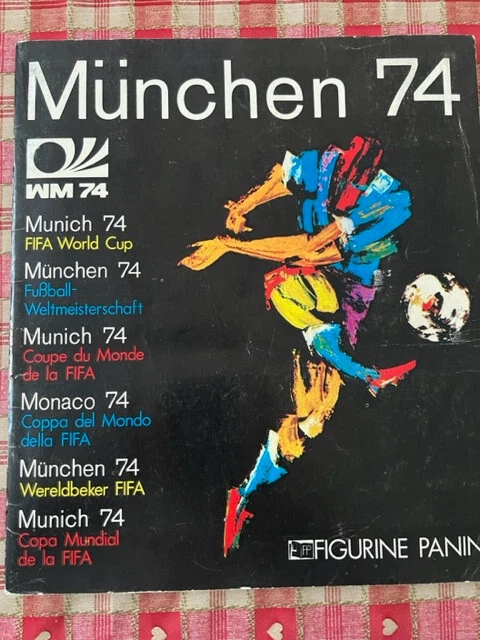 München 74
WM 74
Munich 74
FIFA World Cup
München 74
Fußball-
Weltmeisterschaft
Munich 74
Coupe du Monde
de la FIFA
Monaco 74
Coppa del Mondo
della FIFA
München 74
Wereldbeker FIFA
Munich 74
Copa Mundial
de la FIFA
FP FIGURINE PANIN